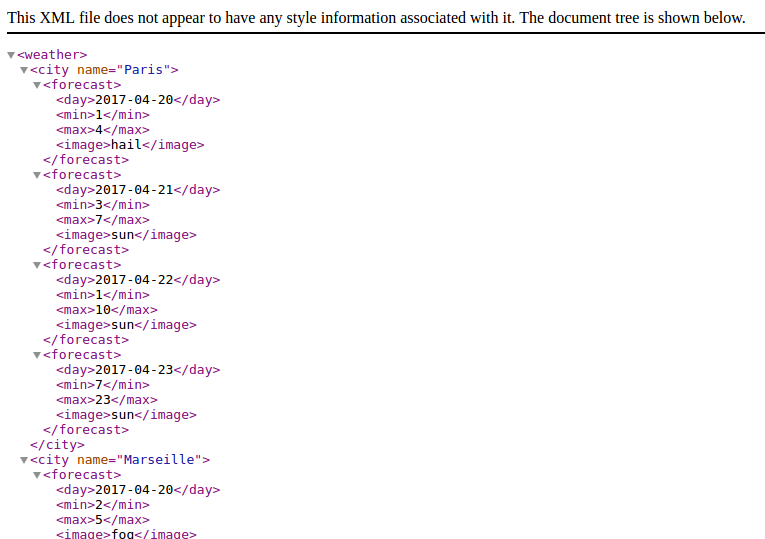 This XML file does not appear to have any style information associated with it. The document tree is shown below.
<weather>
<city name="Paris">
<forecast>
<day>2017-04-20</day>
<min>1</min>
<max>4</max>
<image>hail</image>
</forecast>
<forecast>
<day>2017-04-21</day>
<min>3</min>
<max>7</max>
<image>sun</image>
</forecast>
<forecast>
<day>2017-04-22</day>
<min>1</min>
<max>10</max>
<image>sun</image>
</forecast>
<forecast>
<day>2017-04-23</day>
<min>7</min>
<max>23</max>
<image>sun</image>
</forecast>
</city>
<city name="Marseille">
<forecast>
<day>2017-04-20</day>
<min>2</min>
<max>5</max>
<image>fog</image>